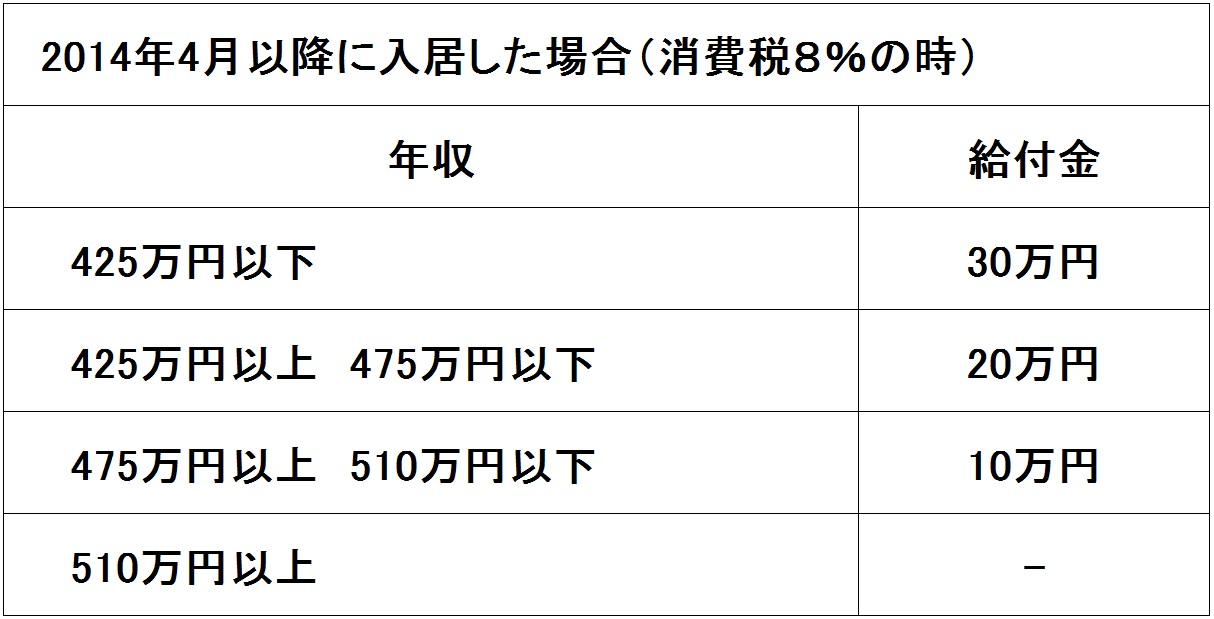 2014年4月以降に入居した場合（消費税８％の時）
年収 給付金
425万円以下 30万円
425万円以上　475万円以下 20万円
475万円以上　510万円以下 10万円
510万円以上 －